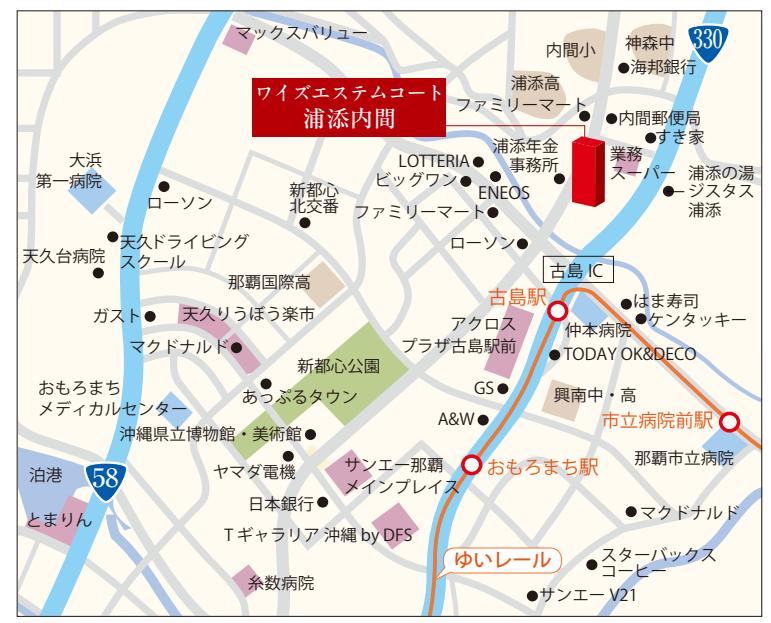 マックスバリュー
330
内間小
神森中
海邦銀行
ワイズエステムコート
浦添内間
浦添高
ファミリーマート
内間郵便局
すき家
大浜
第一病院
LOTTERIA
ビッグワン
ENEOS
浦添年金
事務所
業務
スーパー
浦添の湯
ジスタス
浦添
ローソン
新都心
北交番
ファミリーマート
天久ドライビング
スクール
天久台病院
ローソン
古島 IC
那覇国際高
古島駅
はま寿司
ケンタッキー
ガスト
天久りうぼう楽市
アクロス
プラザ古島駅前
仲本病院
マクドナルド
TODAY OK&DECO
新都心公園
おもろまち
メディカルセンター
あっぷるタウン
GS
興南中・高
A&W
市立病院前駅
沖縄県立博物館・美術館
泊港
58
ヤマダ電機
サンエー那覇
メインプレイス
おもろまち駅
那覇市立病院
とまりん
日本銀行
マクドナルド
T ギャラリア 沖縄 by DFS
ゆいレール
スターバックス
コーヒー
糸数病院
サンエー V21